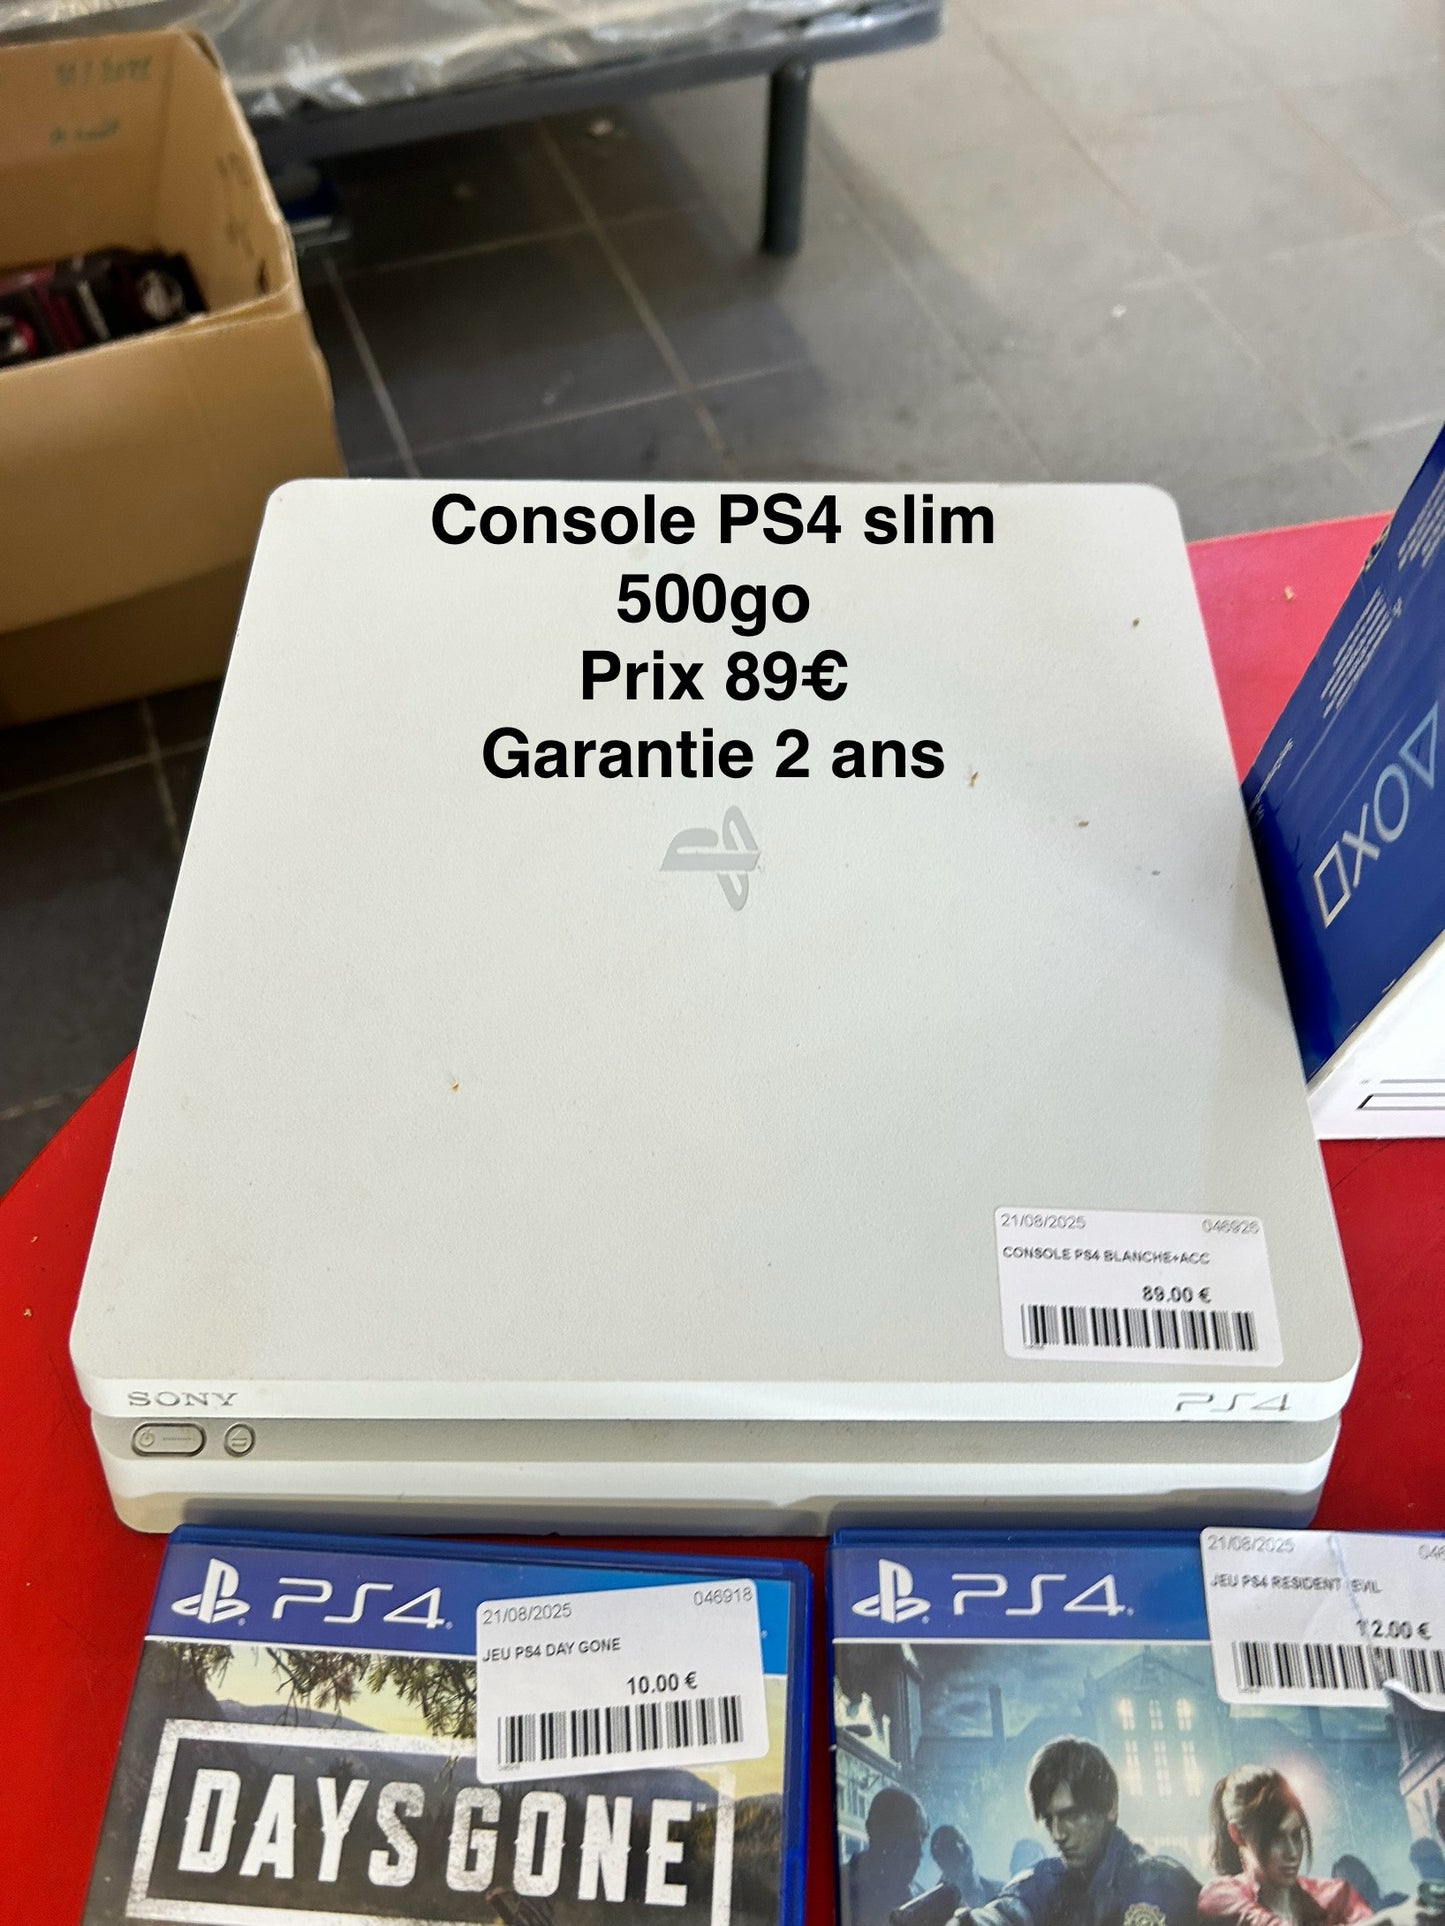 Console PS4 slim
500go
Prix 89€
Garantie 2 ans
21/08/2025 046926
CONSOLE PS4 BLANCHE+ACC
89.00 €
SONY PS4
PS4
21/08/2025 046918
JEU PS4 DAY GONE
10.00 €
DAYS GONE
PS4
21/08/2025
JEU PS4 RESIDENT EVIL
12.00 €